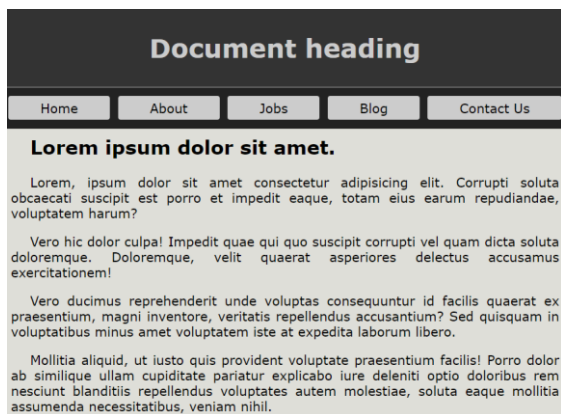 Document heading
Home About Jobs Blog Contact Us
Lorem ipsum dolor sit amet.
Lorem, ipsum dolor sit amet consectetur adipisicing elit. Corrupti soluta
obcaecati suscipit est porro et impedit eaque, totam eius earum repudiandae,
voluptatem harum?
Vero hic dolor culpa! Impedit quae qui quo suscipit corrupti vel quam dicta soluta
doloremque. Doloremque, velit quaerat asperiores delectus accusamus
exercitationem!
Vero ducimus reprehenderit unde voluptas consequuntur id facilis quaerat ex
praesentium, magni inventore, veritatis repellendus accusantium? Sed quisquam in
voluptatibus minus amet voluptatem iste at expedita laborum libero.
Mollitia aliquid, ut iusto quis provident voluptate praesentium facilis! Porro dolor
ab similique ullam cupiditate pariatur explicabo iure deleniti optio doloribus rem
nesciunt blanditiis repellendus voluptates autem molestiae, soluta eaque mollitia
assumenda necessitatibus, veniam nihil.